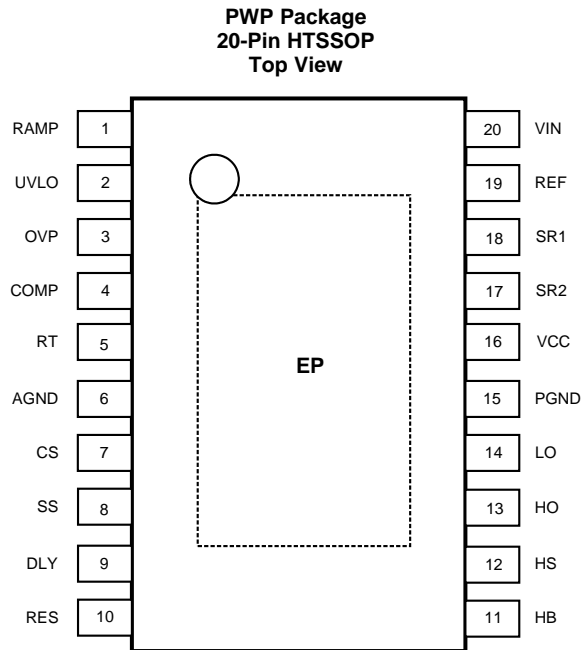 PWP Package
20-Pin HTSSOP
Top View
RAMP 1 20 VIN
UVLO 2 19 REF
OVP 3 18 SR1
COMP 4 17 SR2
RT 5 16 VCC
EP
AGND 6 15 PGND
CS 7 14 LO
SS 8 13 HO
DLY 9 12 HS
RES 10 11 HB